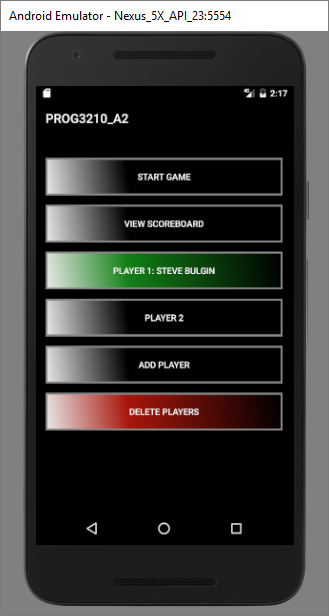 Android Emulator - Nexus_5X_API_23:5554
2:17
PROG3210_A2
START GAME
VIEW SCOREBOARD
PLAYER 1: STEVE BULGIN
PLAYER 2
ADD PLAYER
DELETE PLAYERS